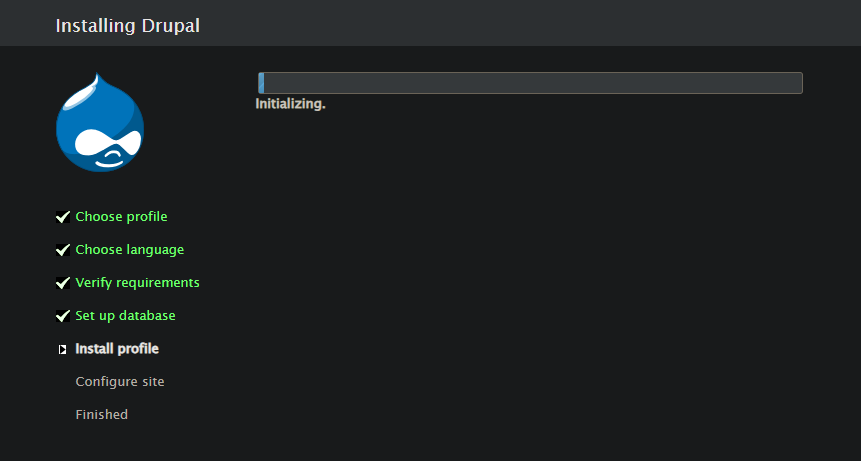 Installing Drupal
Initializing.
Choose profile
Choose language
Verify requirements
Set up database
Install profile
Configure site
Finished